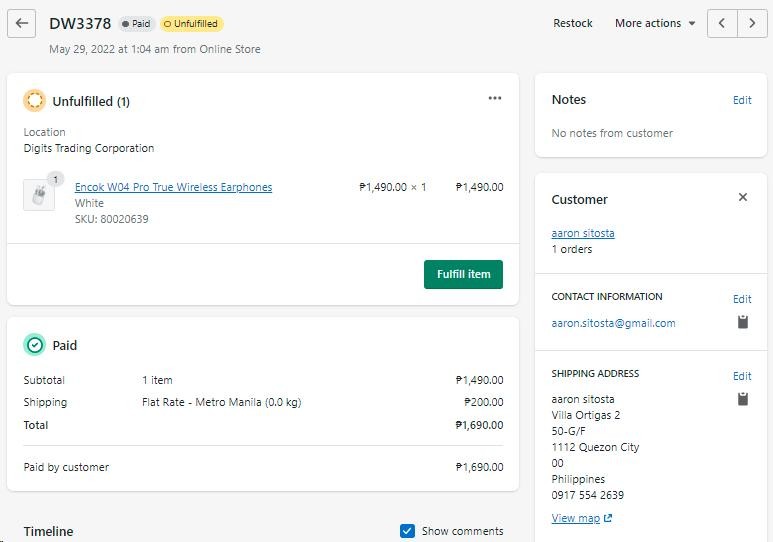 DW3378 Paid Unfulfilled
Restock More actions
May 29, 2022 at 1:04 am from Online Store
Unfulfilled (1)
Location
Digits Trading Corporation
1
Encok W04 Pro True Wireless Earphones ₱1,490.00 × 1 ₱1,490.00
White
SKU: 80020639
Fulfill item
Paid
Subtotal 1 item ₱1,490.00
Shipping Flat Rate - Metro Manila (0.0 kg) ₱200.00
Total ₱1,690.00
Paid by customer ₱1,690.00
Timeline Show comments
Notes Edit
No notes from customer
Customer
aaron sitosta
1 orders
CONTACT INFORMATION Edit
aaron.sitosta@gmail.com
SHIPPING ADDRESS Edit
aaron sitosta
Villa Ortigas 2
50-G/F
1112 Quezon City
00
Philippines
0917 554 2639
View map